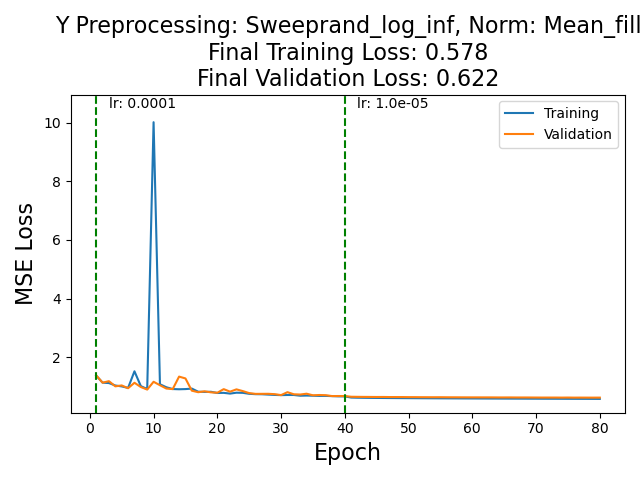 Y Preprocessing: Sweeprand_log_inf, Norm: Mean_fill
Final Training Loss: 0.578
Final Validation Loss: 0.622
lr: 0.0001
lr: 1.0e-05
Training
Validation
10
8
6
4
2
MSE Loss
0
10
20
30
40
50
60
70
80
Epoch